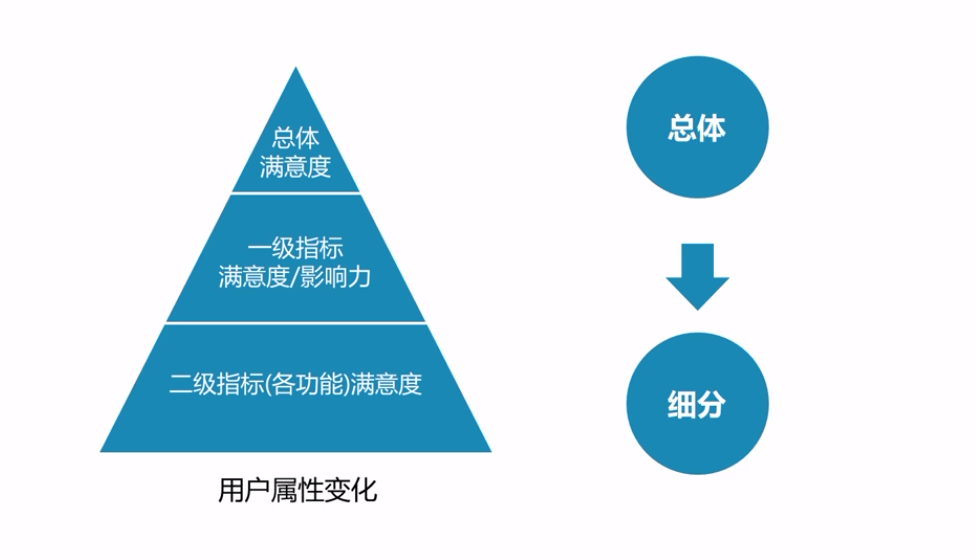 总体
满意度
一级指标
满意度/影响力
二级指标(各功能)满意度
用户属性变化
总体
细分